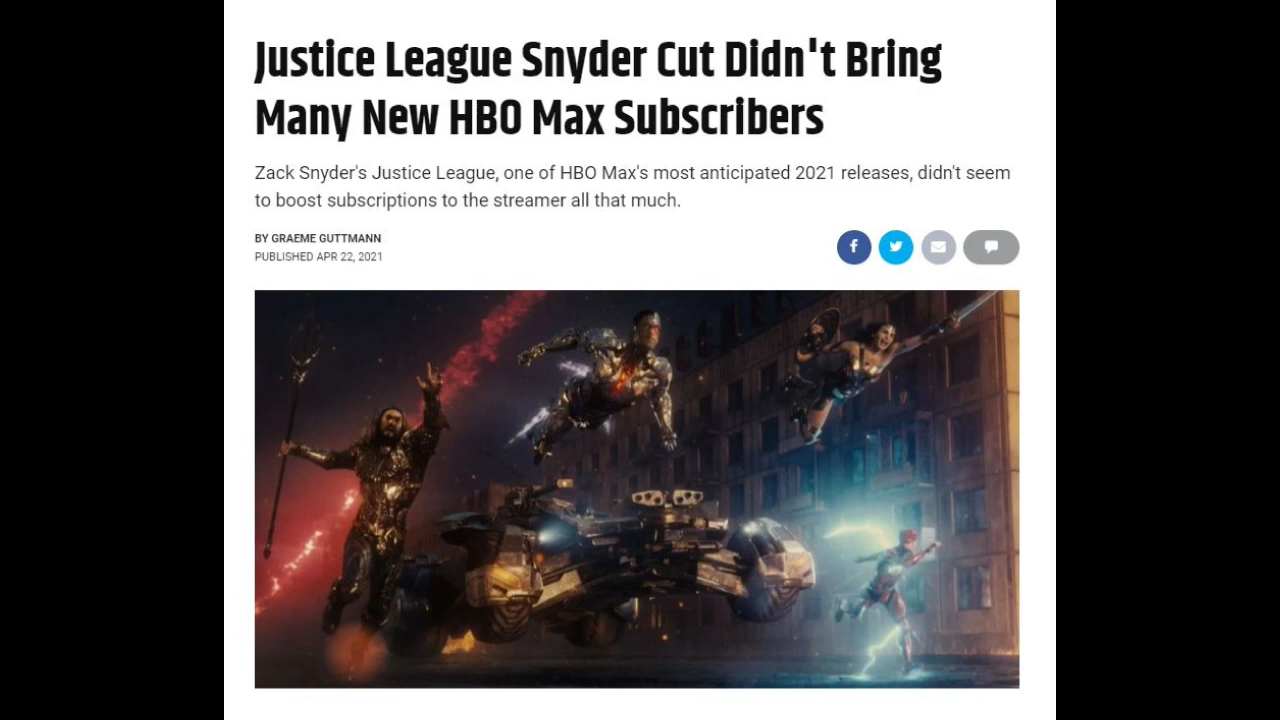 Justice League Snyder Cut Didn't Bring
Many New HBO Max Subscribers
Zack Snyder's Justice League, one of HBO Max's most anticipated 2021 releases, didn't seem
to boost subscriptions to the streamer all that much.
BY GRAEME GUTTMANN
PUBLISHED APR 22, 2021